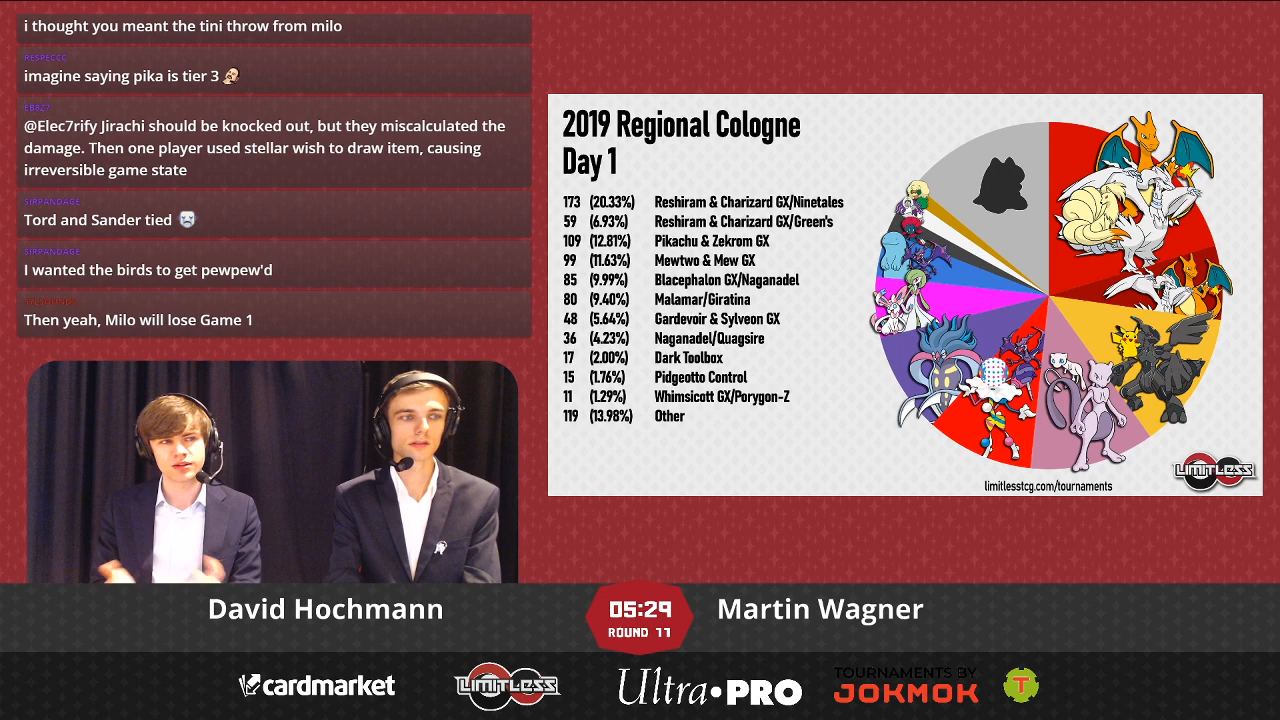 i thought you meant the tini throw from milo
RESPECCC
imagine saying pika is tier 3
EB827
@Elec7rify Jirachi should be knocked out, but they miscalculated the
damage. Then one player used stellar wish to draw item, causing
irreversible game state
SIRPANDAGE
Tord and Sander tied
SIRPANDAGE
I wanted the birds to get pewpew'd
Then yeah, Milo will lose Game 1
2019 Regional Cologne
Day 1
173 (20.33%) Reshiram & Charizard GX/Ninetales
59 (6.93%) Reshiram & Charizard GX/Green's
109 (12.81%) Pikachu & Zekrom GX
99 (11.63%) Mewtwo & Mew GX
85 (9.99%) Blacephalon GX/Naganadel
80 (9.40%) Malamar/Giratina
48 (5.64%) Gardevoir & Sylveon GX
36 (4.23%) Naganadel/Quagsire
17 (2.00%) Dark Toolbox
15 (1.76%) Pidgeotto Control
11 (1.29%) Whimsicott GX/Porygon-Z
119 (13.98%) Other
LIMITLESS
limitlesstcg.com/tournaments
David Hochmann
05:29
ROUND 11
Martin Wagner
cardmarket
LIMITLESS
Ultra•PRO
TOURNAMENTS BY
JOKMOK
T